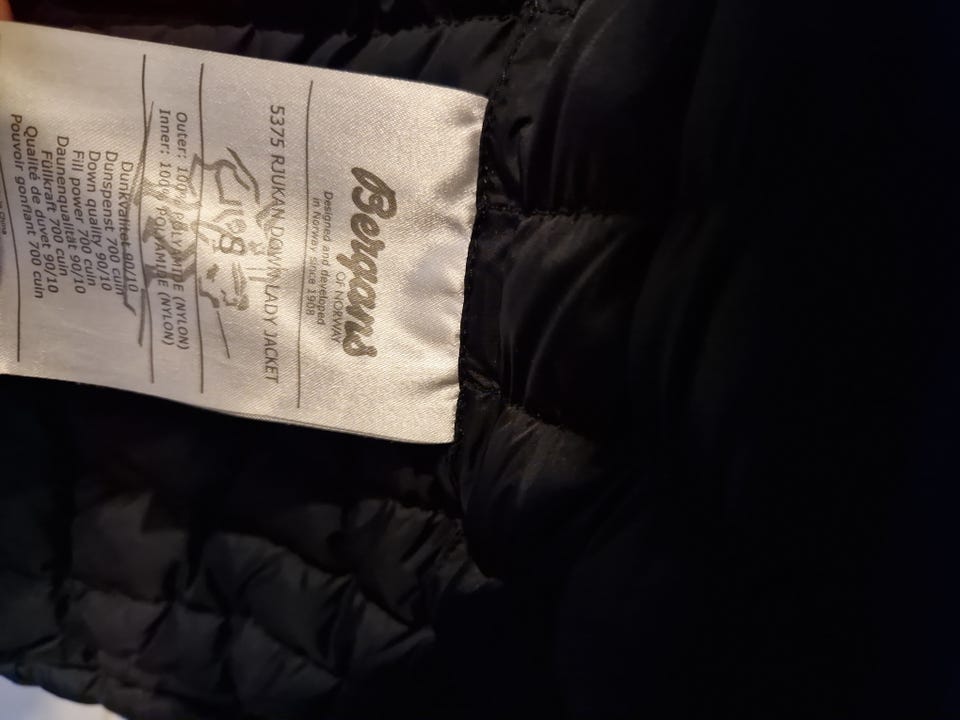 Bergans
OF NORWAY
Designed and developed
in Norway since 1908
5375 RJUKAN DOWN LADY JACKET
Outer: 100% POLYAMIDE (NYLON)
Inner: 100% POLYAMIDE (NYLON)
Dunkvalitet 90/10
Dunspenst 700 cuin
Down quality 90/10
Fill power 700 cuin
Daunenqualität 90/10
Füllkraft 700 cuin
Qualité de duvet 90/10
Pouvoir gonflant 700 cuin